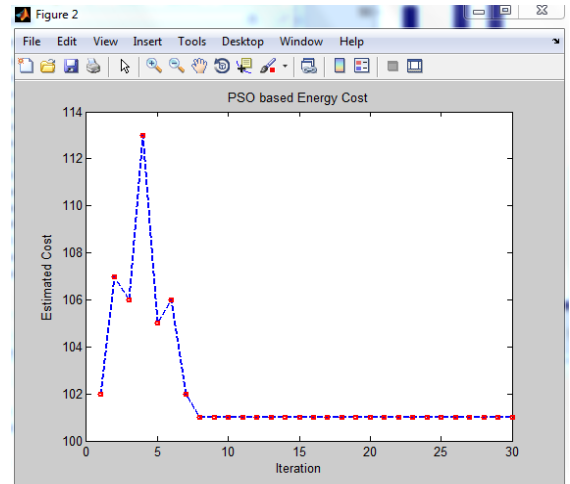 Figure 2
File Edit View Insert Tools Desktop Window Help
PSO based Energy Cost
114
112
110
108
106
104
102
100
Estimated Cost
0 5 10 15 20 25 30
Iteration